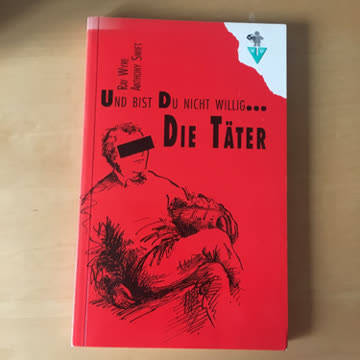 Ray Wyre
Anthony Swift
Und bist Du nicht willig...
Die Täter